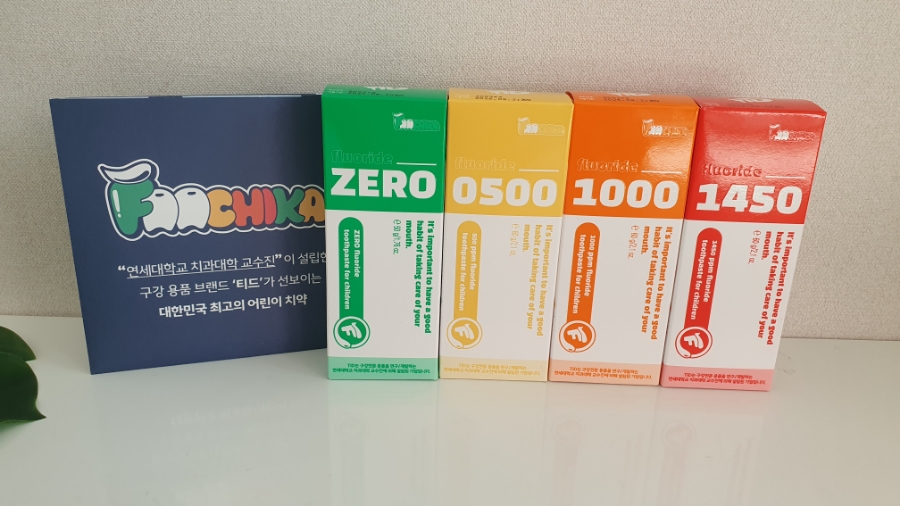 FOOCHIKA
“연세대학교 치과대학 교수진”이 설립한
구강 용품 브랜드 ‘티드’가 선보이는
대한민국 최고의 어린이 치약
fluoride
ZERO
It's important to have a good
habit of taking care of your
mouth.
ZERO fluoride
toothpaste for children
fluoride
0500
It's important to have a good
habit of taking care of your
mouth.
500 ppm fluoride
toothpaste for children
fluoride
1000
It's important to have a good
habit of taking care of your
mouth.
1000 ppm fluoride
toothpaste for children
fluoride
1450
It's important to have a good
habit of taking care of your
mouth.
1450 ppm fluoride
toothpaste for children